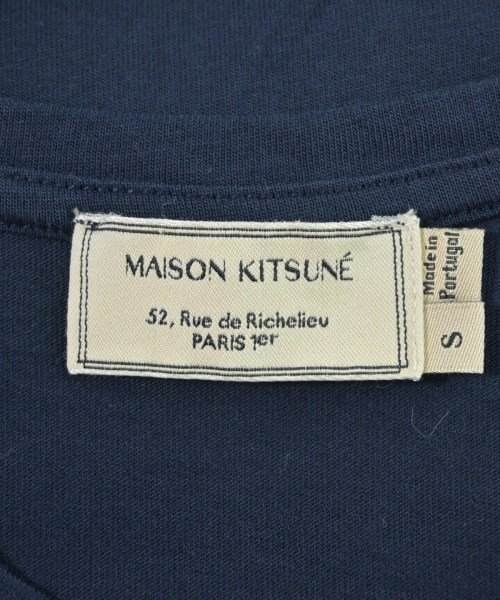 MAISON KITSUNÉ
52, Rue de Richelieu
PARIS 1er
Made in
Portugal
S